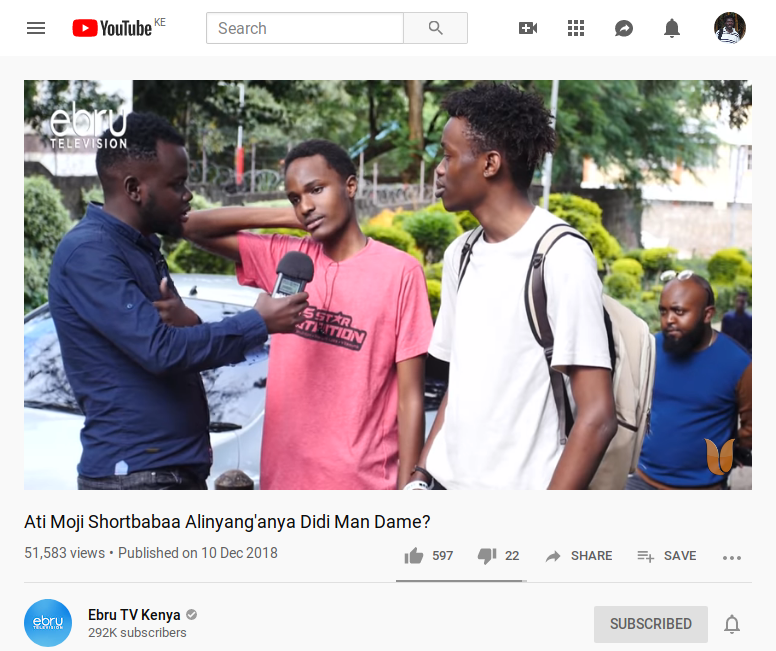 YouTube KE
Search
ebru
TELEVISION
S STAR
Ati Moji Shortbabaa Alinyang'anya Didi Man Dame?
51,583 views • Published on 10 Dec 2018
597
22
SHARE
SAVE
ebru
TELEVISION
Ebru TV Kenya
292K subscribers
SUBSCRIBED